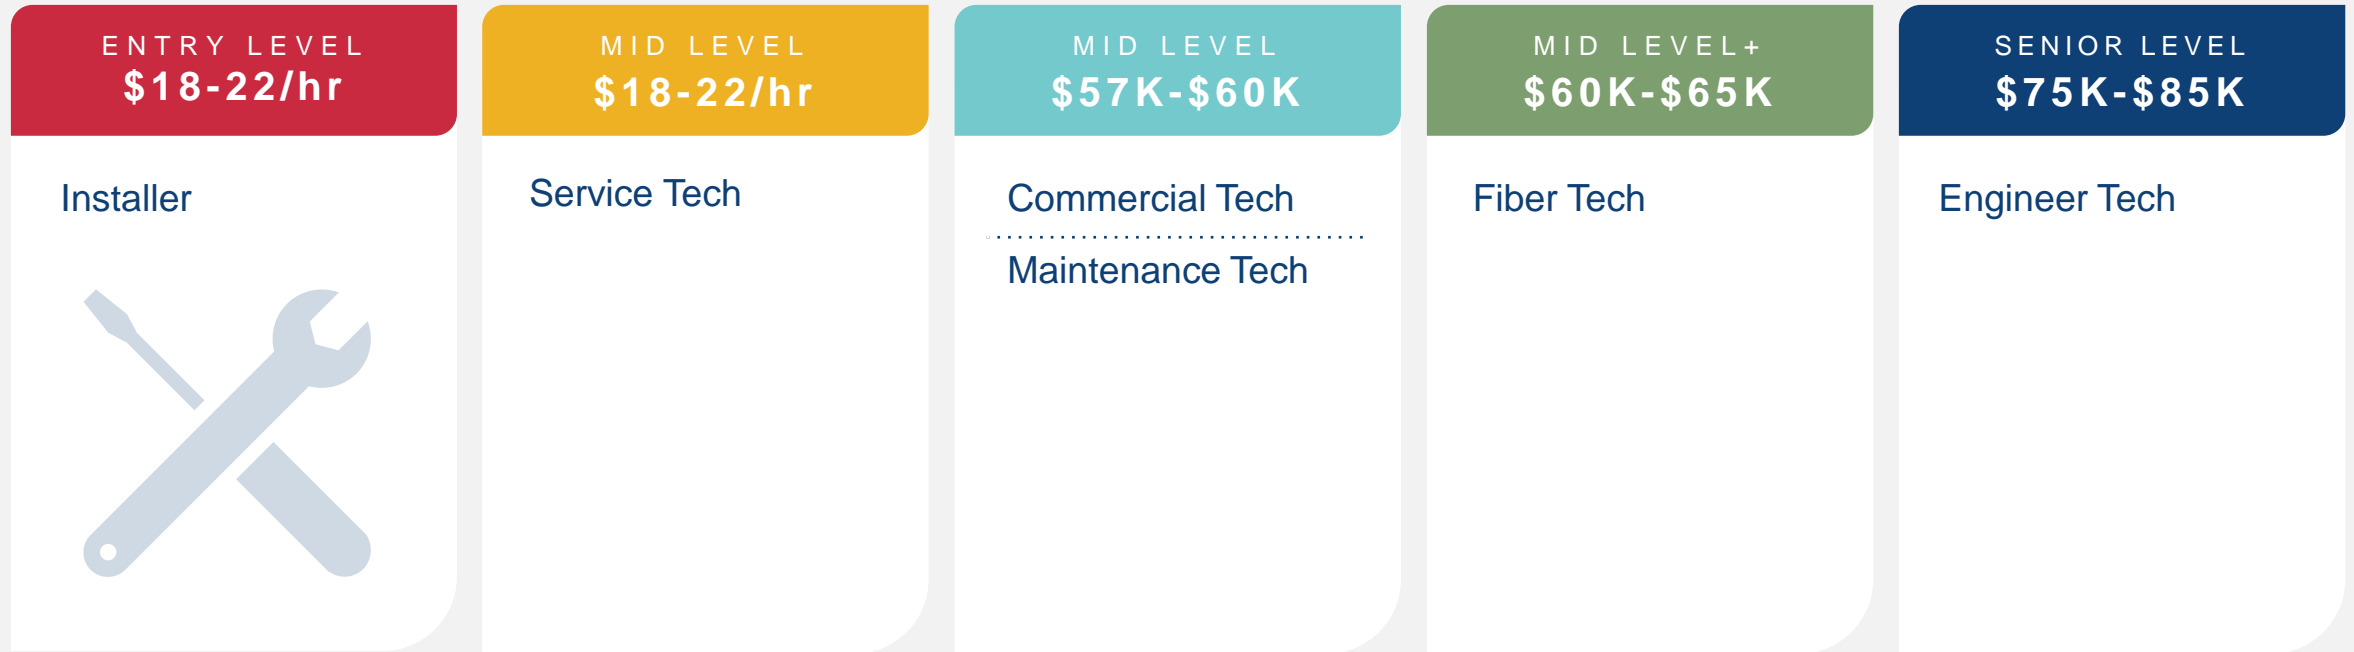 ENTRY LEVEL
$18-22/hr
Installer
MID LEVEL
$18-22/hr
Service Tech
MID LEVEL
$57K-$60K
Commercial Tech
Maintenance Tech
MID LEVEL+
$60K-$65K
Fiber Tech
SENIOR LEVEL
$75K-$85K
Engineer Tech